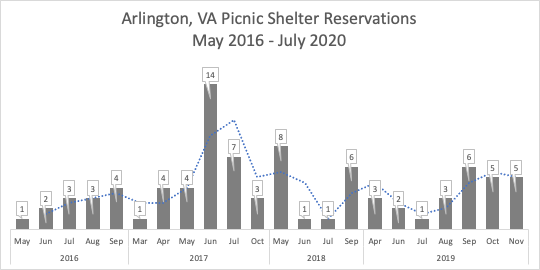 Arlington, VA Picnic Shelter Reservations
May 2016 - July 2020
1 2 3 3 4 1 4 4 14 7 3 8 1 1 6 3 2 1 3 6 5 5
May Jun Jul Aug Sep Mar Apr May Jun Jul Oct May Jun Jul Sep Apr Jun Jul Aug Sep Oct Nov
2016 2017 2018 2019